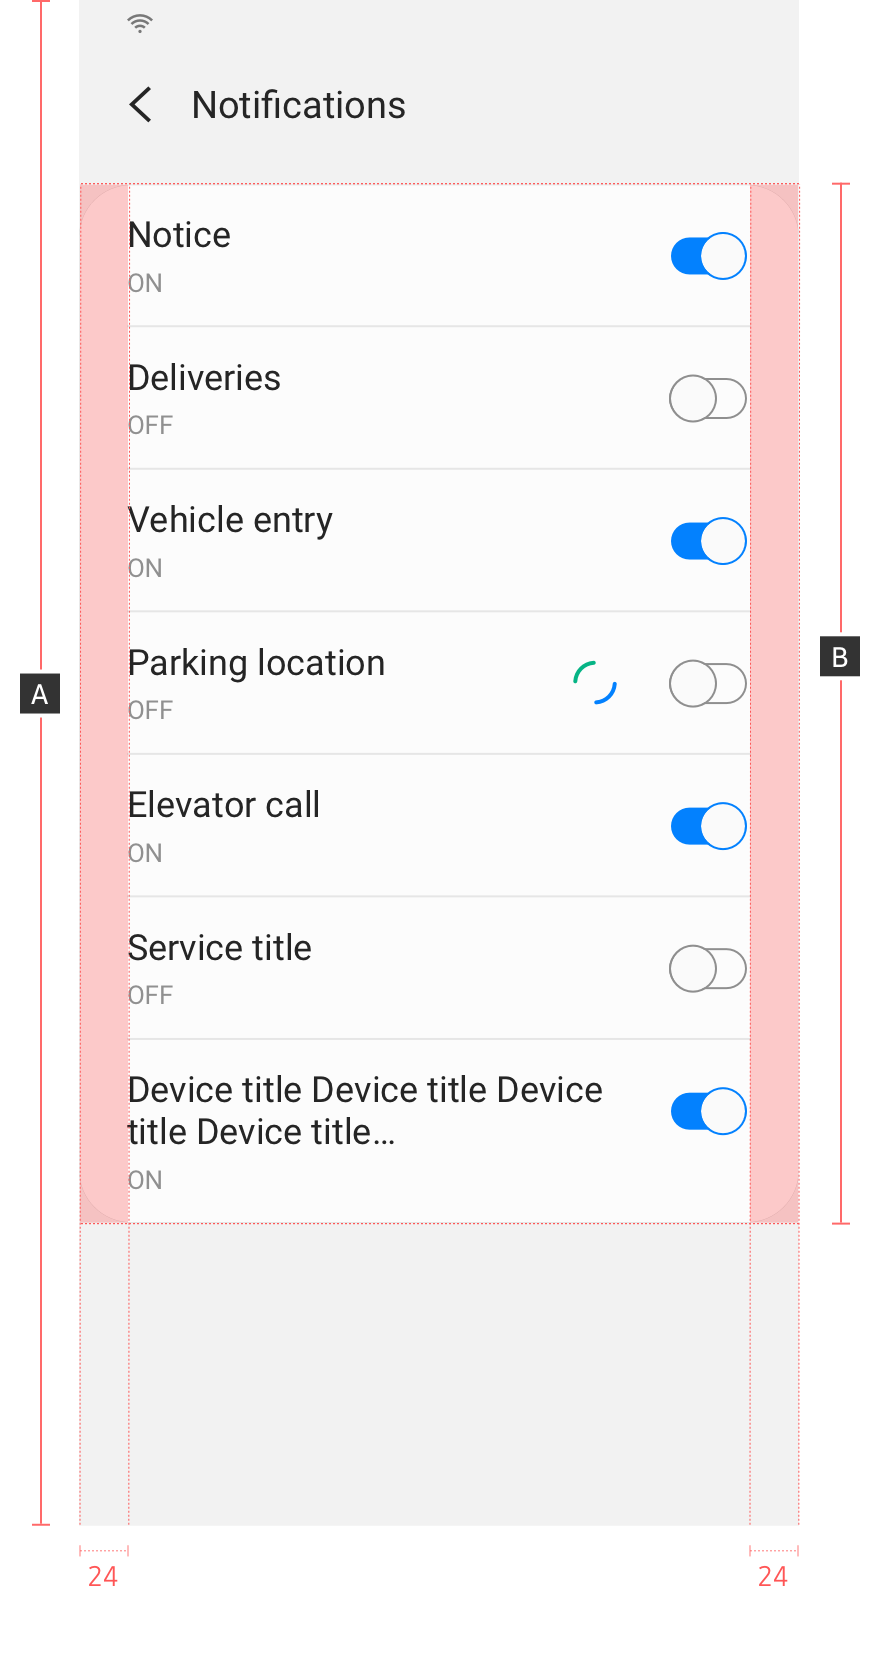 Notifications
Notice
ON
Deliveries
OFF
Vehicle entry
ON
B
Parking location
OFF
A
Elevator call
ON
Service title
OFF
Device title Device title Device
title Device title...
ON
24
24